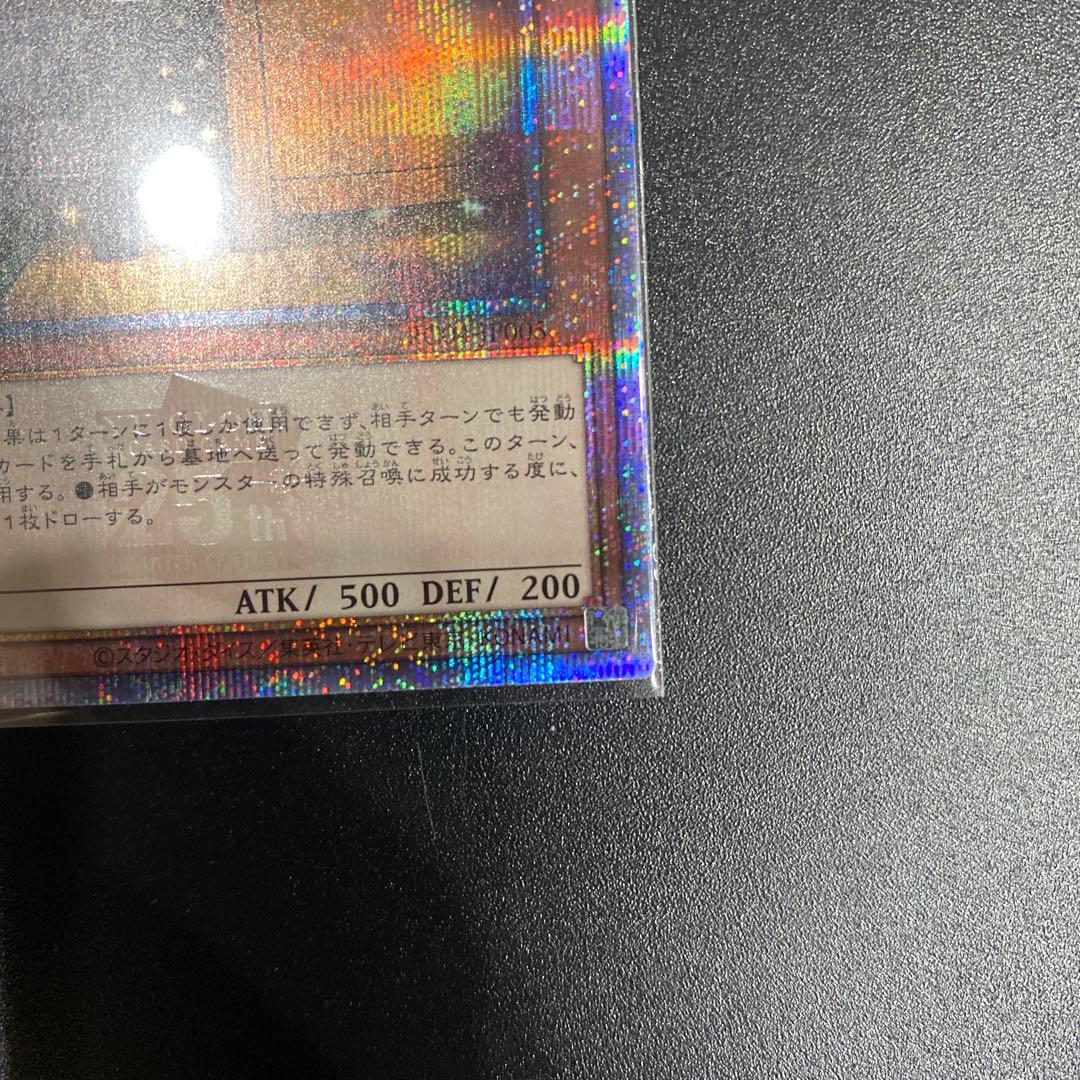 P005
】
果は1ターンに1度しか使用できず、相手ターンでも発動
カードを手札から墓地へ送って発動できる。このターン、
用する。●相手がモンスターの特殊召喚に成功する度に、
1枚ドローする。
ATK/ 500 DEF/ 200
©スタジオ・ダイス／集英社・テレビ東京・KONAMI